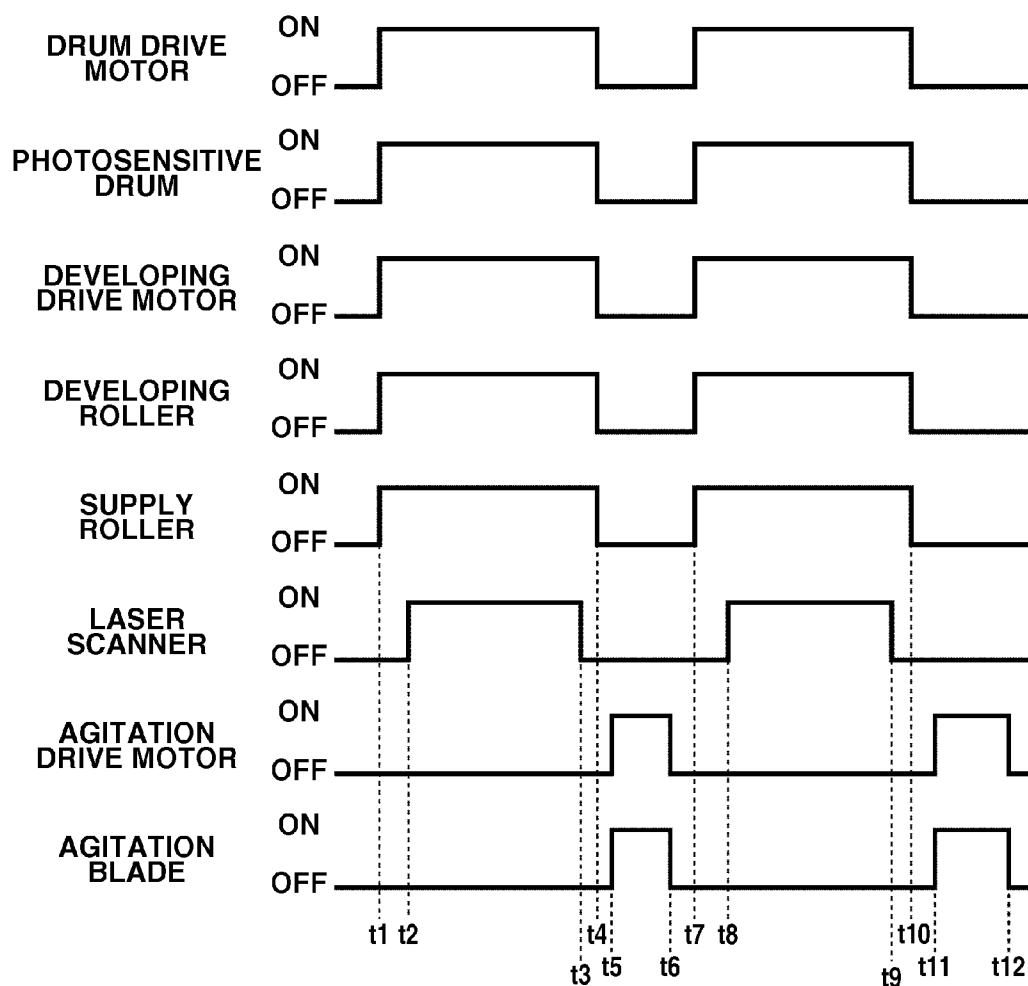 ON
DRUM DRIVE
MOTOR
OFF
ON
PHOTOSENSITIVE
DRUM
OFF
ON
DEVELOPING
DRIVE MOTOR
OFF
ON
DEVELOPING
ROLLER
OFF
ON
SUPPLY
ROLLER
OFF
ON
LASER
SCANNER
OFF
ON
AGITATION
DRIVE MOTOR
OFF
ON
AGITATION
BLADE
OFF
t1 t2 t4 t7 t8 t10
t3 t5 t6 t9 t11 t12